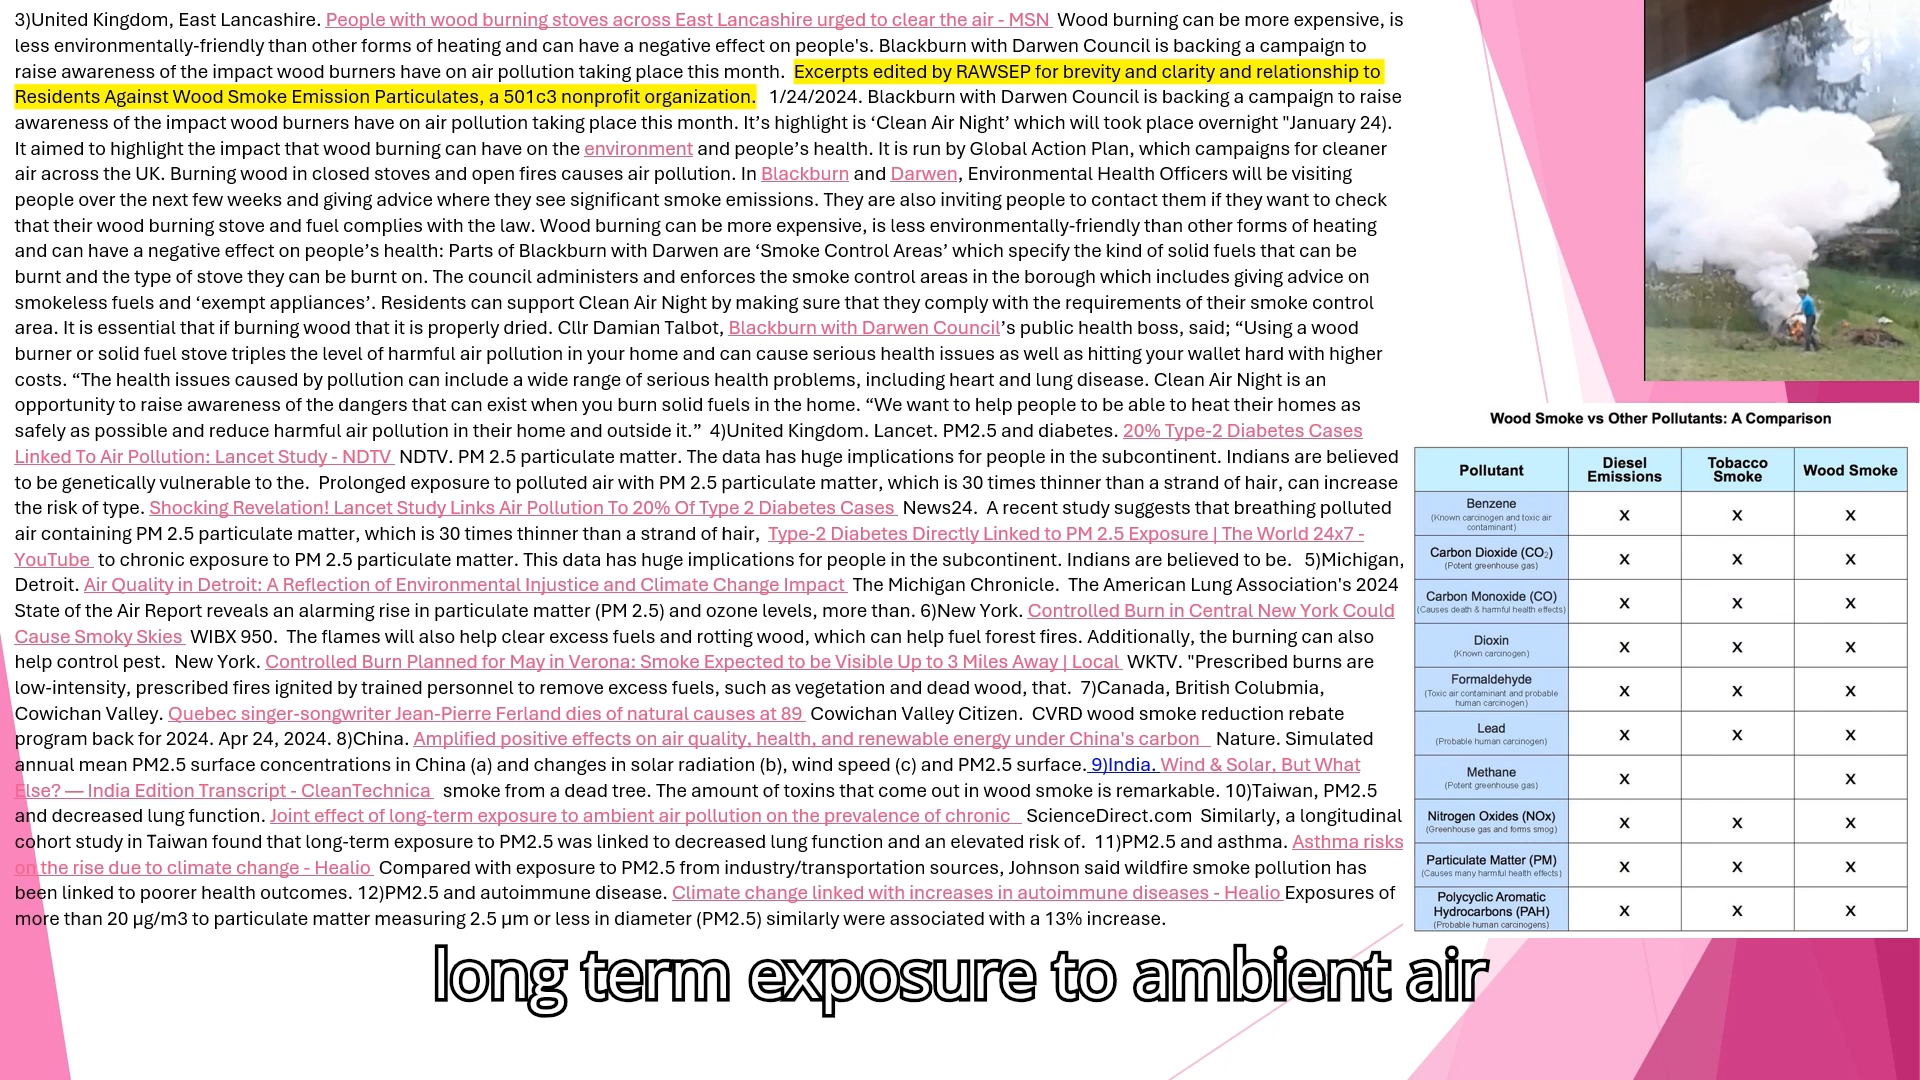 3)United Kingdom, East Lancashire. People with wood burning stoves across East Lancashire urged to clear the air - MSN Wood burning can be more expensive, is
less environmentally-friendly than other forms of heating and can have a negative effect on people's. Blackburn with Darwen Council is backing a campaign to
raise awareness of the impact wood burners have on air pollution taking place this month. Excerpts edited by RAWSEP for brevity and clarity and relationship to
Residents Against Wood Smoke Emission Particulates, a 501c3 nonprofit organization. 1/24/2024. Blackburn with Darwen Council is backing a campaign to raise
awareness of the impact wood burners have on air pollution taking place this month. It’s highlight is ‘Clean Air Night’ which will took place overnight "January 24).
It aimed to highlight the impact that wood burning can have on the environment and people’s health. It is run by Global Action Plan, which campaigns for cleaner
air across the UK. Burning wood in closed stoves and open fires causes air pollution. In Blackburn and Darwen, Environmental Health Officers will be visiting
people over the next few weeks and giving advice where they see significant smoke emissions. They are also inviting people to contact them if they want to check
that their wood burning stove and fuel complies with the law. Wood burning can be more expensive, is less environmentally-friendly than other forms of heating
and can have a negative effect on people’s health: Parts of Blackburn with Darwen are ‘Smoke Control Areas’ which specify the kind of solid fuels that can be
burnt and the type of stove they can be burnt on. The council administers and enforces the smoke control areas in the borough which includes giving advice on
smokeless fuels and ‘exempt appliances’. Residents can support Clean Air Night by making sure that they comply with the requirements of their smoke control
area. It is essential that if burning wood that it is properly dried. Cllr Damian Talbot, Blackburn with Darwen Council’s public health boss, said; “Using a wood
burner or solid fuel stove triples the level of harmful air pollution in your home and can cause serious health issues as well as hitting your wallet hard with higher
costs. “The health issues caused by pollution can include a wide range of serious health problems, including heart and lung disease. Clean Air Night is an
opportunity to raise awareness of the dangers that can exist when you burn solid fuels in the home. “We want to help people to be able to heat their homes as
safely as possible and reduce harmful air pollution in their home and outside it.” 4)United Kingdom. Lancet. PM2.5 and diabetes. 20% Type-2 Diabetes Cases
Linked To Air Pollution: Lancet Study - NDTV NDTV. PM 2.5 particulate matter. The data has huge implications for people in the subcontinent. Indians are believed
to be genetically vulnerable to the. Prolonged exposure to polluted air with PM 2.5 particulate matter, which is 30 times thinner than a strand of hair, can increase
the risk of type. Shocking Revelation! Lancet Study Links Air Pollution To 20% Of Type 2 Diabetes Cases News24. A recent study suggests that breathing polluted
air containing PM 2.5 particulate matter, which is 30 times thinner than a strand of hair, Type-2 Diabetes Directly Linked to PM 2.5 Exposure | The World 24x7 -
YouTube to chronic exposure to PM 2.5 particulate matter. This data has huge implications for people in the subcontinent. Indians are believed to be. 5)Michigan,
Detroit. Air Quality in Detroit: A Reflection of Environmental Injustice and Climate Change Impact The Michigan Chronicle. The American Lung Association's 2024
State of the Air Report reveals an alarming rise in particulate matter (PM 2.5) and ozone levels, more than. 6)New York. Controlled Burn in Central New York Could
Cause Smoky Skies WIBX 950. The flames will also help clear excess fuels and rotting wood, which can help fuel forest fires. Additionally, the burning can also
help control pest. New York. Controlled Burn Planned for May in Verona: Smoke Expected to be Visible Up to 3 Miles Away | Local WKTV. "Prescribed burns are
low-intensity, prescribed fires ignited by trained personnel to remove excess fuels, such as vegetation and dead wood, that. 7)Canada, British Colubmia,
Cowichan Valley. Quebec singer-songwriter Jean-Pierre Ferland dies of natural causes at 89 Cowichan Valley Citizen. CVRD wood smoke reduction rebate
program back for 2024. Apr 24, 2024. 8)China. Amplified positive effects on air quality, health, and renewable energy under China's carbon Nature. Simulated
annual mean PM2.5 surface concentrations in China (a) and changes in solar radiation (b), wind speed (c) and PM2.5 surface. 9)India. Wind & Solar, But What
Else? — India Edition Transcript - CleanTechnica smoke from a dead tree. The amount of toxins that come out in wood smoke is remarkable. 10)Taiwan, PM2.5
and decreased lung function. Joint effect of long-term exposure to ambient air pollution on the prevalence of chronic ScienceDirect.com Similarly, a longitudinal
cohort study in Taiwan found that long-term exposure to PM2.5 was linked to decreased lung function and an elevated risk of. 11)PM2.5 and asthma. Asthma risks
on the rise due to climate change - Healio Compared with exposure to PM2.5 from industry/transportation sources, Johnson said wildfire smoke pollution has
been linked to poorer health outcomes. 12)PM2.5 and autoimmune disease. Climate change linked with increases in autoimmune diseases - Healio Exposures of
more than 20 µg/m3 to particulate matter measuring 2.5 µm or less in diameter (PM2.5) similarly were associated with a 13% increase.
Wood Smoke vs Other Pollutants: A Comparison
Pollutant Diesel Emissions Tobacco Smoke Wood Smoke
Benzene X X X
(Known carcinogen and toxic air
contaminant)
Carbon Dioxide (CO2) X X X
(Potent greenhouse gas)
Carbon Monoxide (CO) X X X
(Causes death & harmful health effects)
Dioxin X X X
(Known carcinogen)
Formaldehyde X X X
(Toxic air contaminant and probable
human carcinogen)
Lead X X X
(Probable human carcinogen)
Methane X X
(Potent greenhouse gas)
Nitrogen Oxides (NOx) X X X
(Greenhouse gas and forms smog)
Particulate Matter (PM) X X X
(Causes many harmful health effects)
Polycyclic Aromatic
Hydrocarbons (PAH) X X X
(Probable human carcinogens)
long term exposure to ambient air